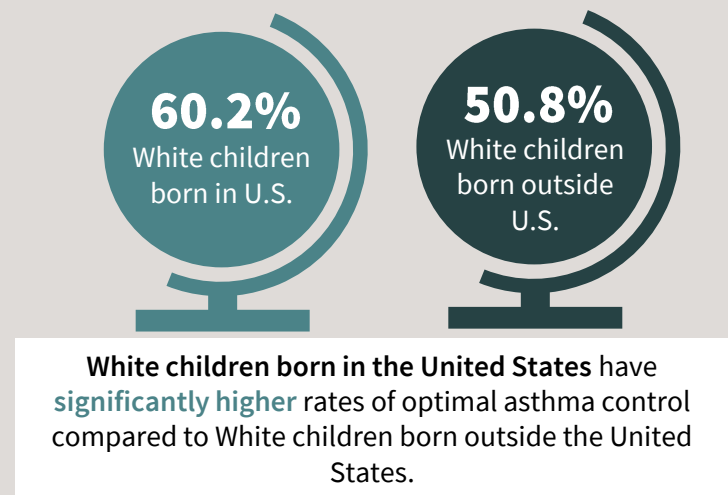 60.2%
White children
born in U.S.
50.8%
White children
born outside
U.S.
White children born in the United States have
significantly higher rates of optimal asthma control
compared to White children born outside the United
States.